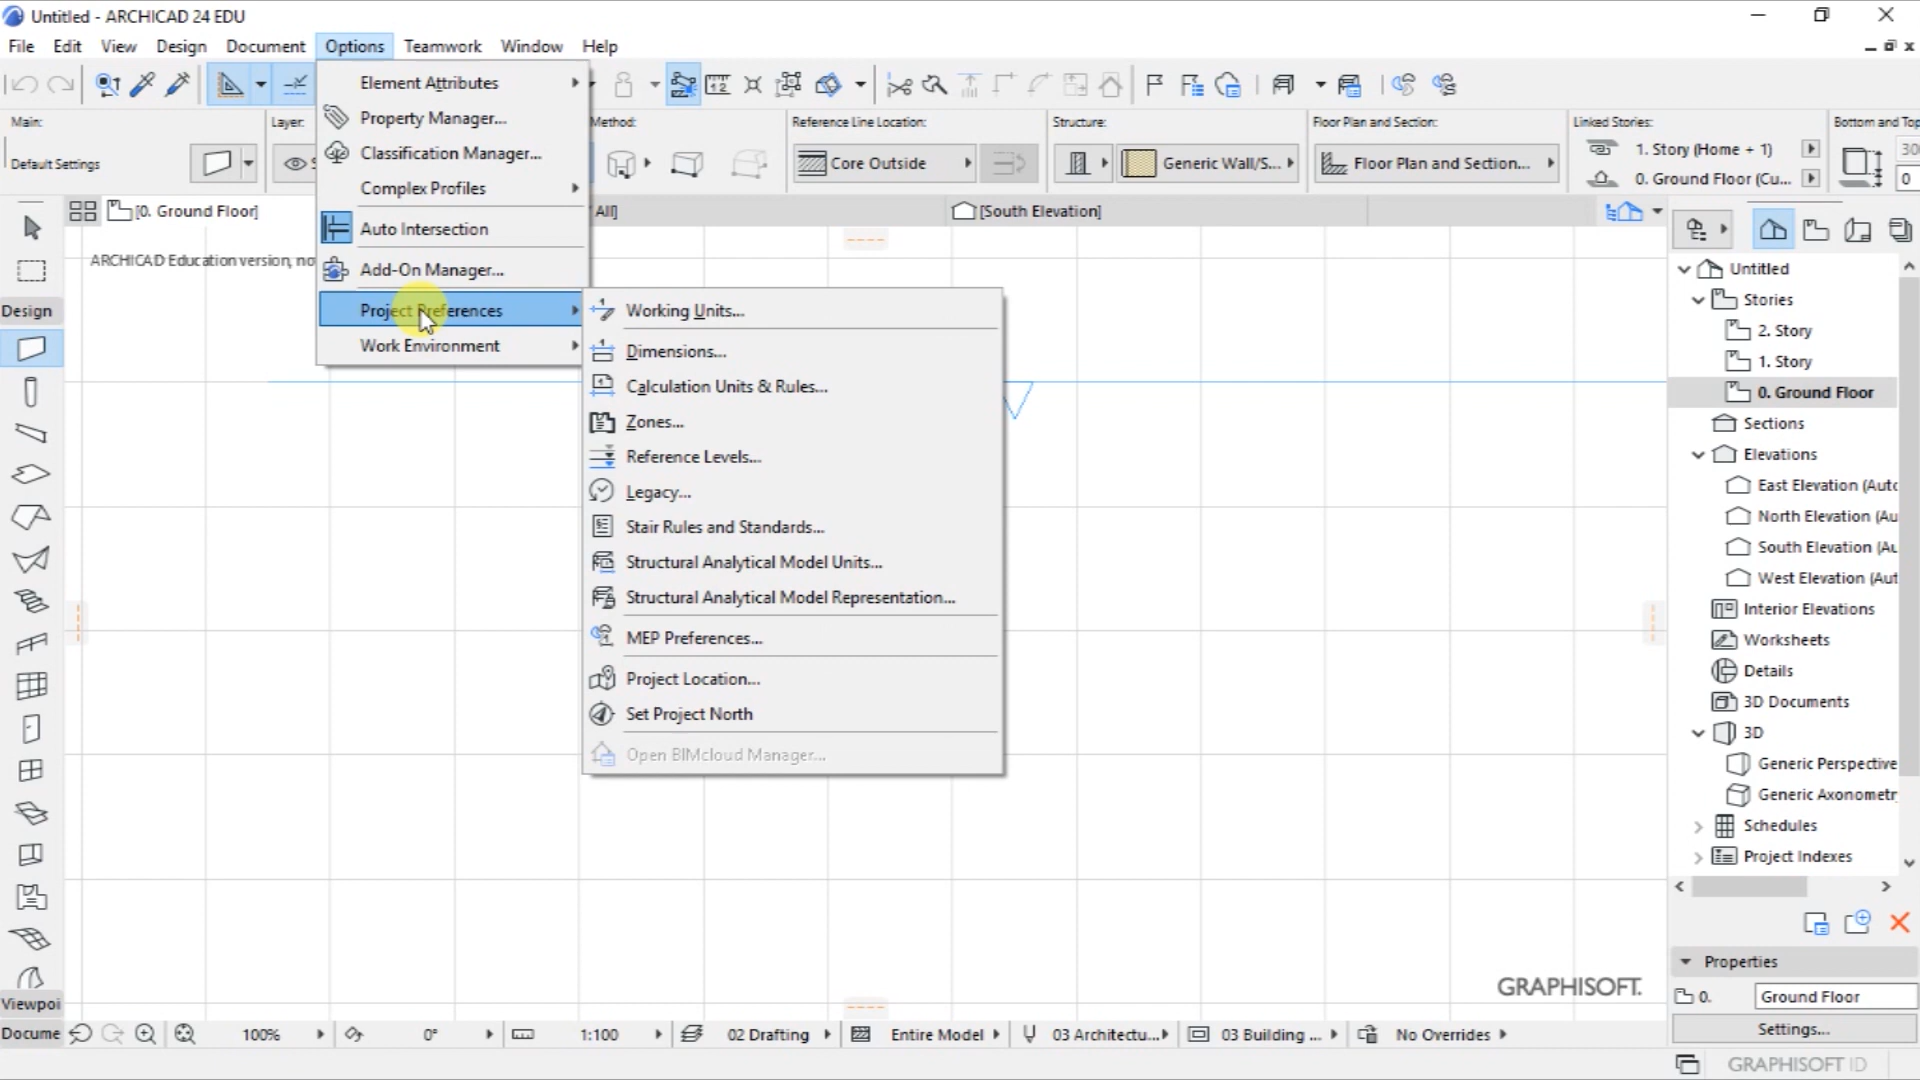 Untitled - ARCHICAD 24 EDU
File Edit View Design Document Options Teamwork Window Help
Main:
Layer:
Method:
Reference Line Location:
Structure:
Floor Plan and Section:
Linked Stories:
Bottom and Top
Default Settings
Core Outside
Generic Wall/S...
Floor Plan and Section...
1. Story (Home + 1)
0. Ground Floor (Cu...
0
[0. Ground Floor]
All]
[South Elevation]
ARCHICAD Education version, no
Element Attributes
Property Manager...
Classification Manager...
Complex Profiles
Auto Intersection
Add-On Manager...
Project Preferences
Work Environment
Working Units...
Dimensions...
Calculation Units & Rules...
Zones...
Reference Levels...
Legacy...
Stair Rules and Standards...
Structural Analytical Model Units...
Structural Analytical Model Representation...
MEP Preferences...
Project Location...
Set Project North
Open BIMcloud Manager...
Design
Viewpoi
Docume
Untitled
Stories
2. Story
1. Story
0. Ground Floor
Sections
Elevations
East Elevation (Auto
North Elevation (Au
South Elevation (Au
West Elevation (Aut
Interior Elevations
Worksheets
Details
3D Documents
3D
Generic Perspective
Generic Axonometr
Schedules
Project Indexes
Properties
0. Ground Floor
Settings...
GRAPHISOFT.
100% 0° 1:100 02 Drafting Entire Model 03 Architectu... 03 Building ... No Overrides
GRAPHISOFT ID